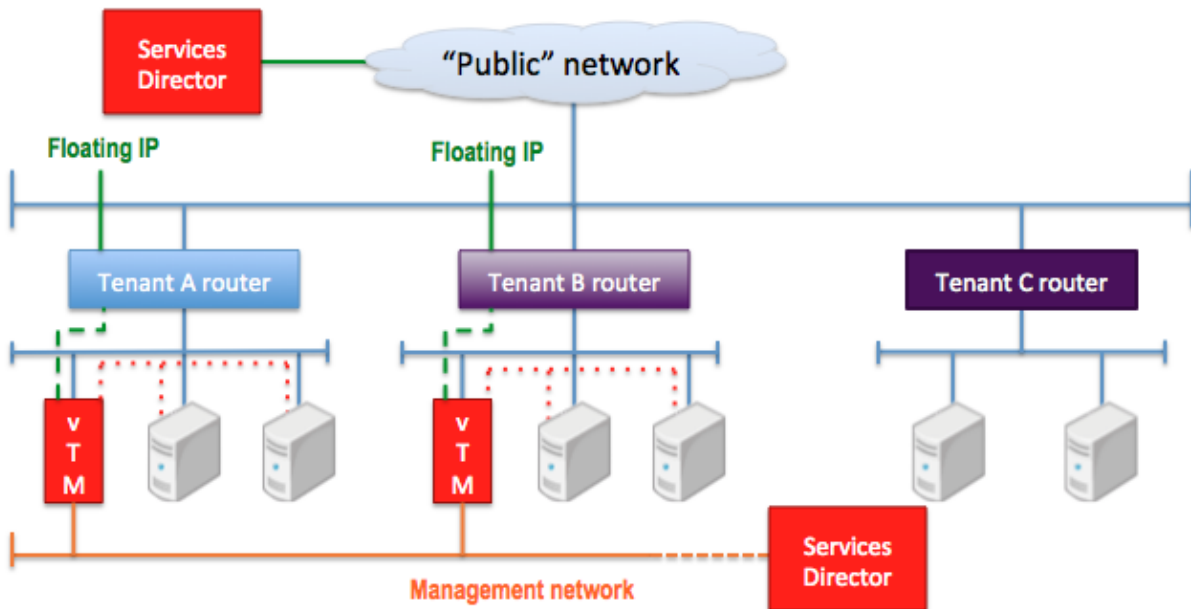 Services
Director
“Public” network
Floating IP
Floating IP
Tenant A router
Tenant B router
Tenant C router
v
T
M
v
T
M
Services
Director
Management network